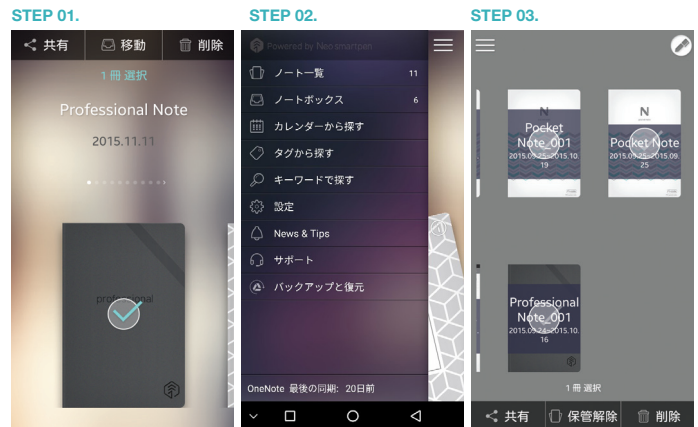 STEP 01.
共有
移動
削除
1 冊 選択
Professional Note
2015.11.11
professional
STEP 02.
Powered by Neo smartpen
ノート一覧 11
ノートボックス 6
カレンダーから探す
タグから探す
キーワードで探す
設定
News & Tips
サポート
バックアップと復元
OneNote 最後の同期: 20日前
STEP 03.
N
Pocket
Note_001
2015.09.25~2015.10.
19
N
Pocket Note
2015.09.25~2015.09.
25
Professional
Note_001
2015.09.24~2015.10.
16
1 冊 選択
共有
保管解除
削除